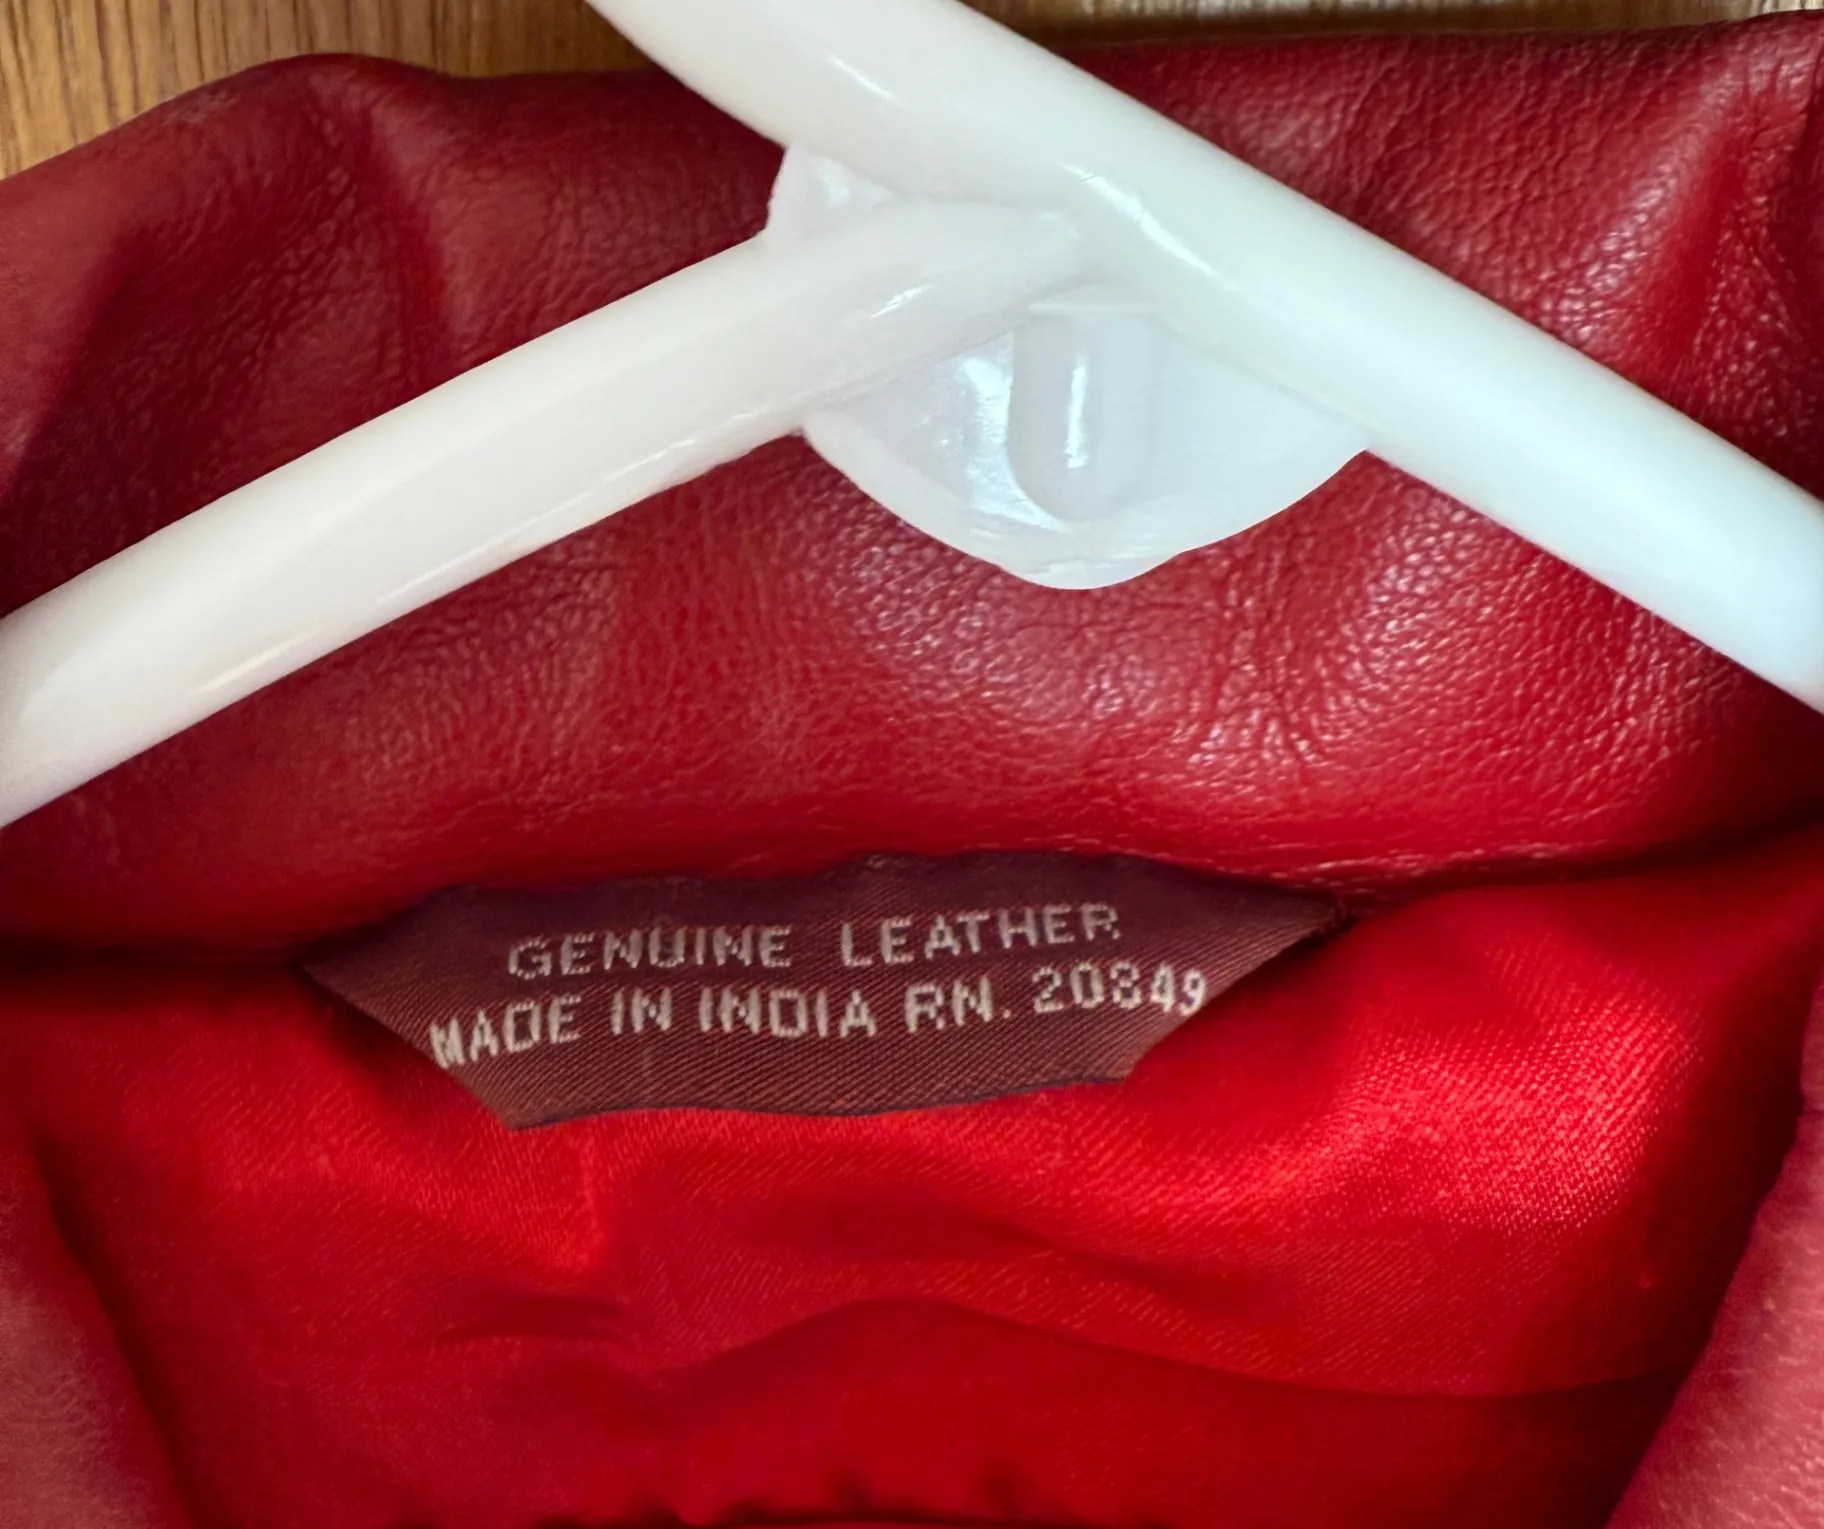 GENUINE LEATHER
MADE IN INDIA RN. 20849